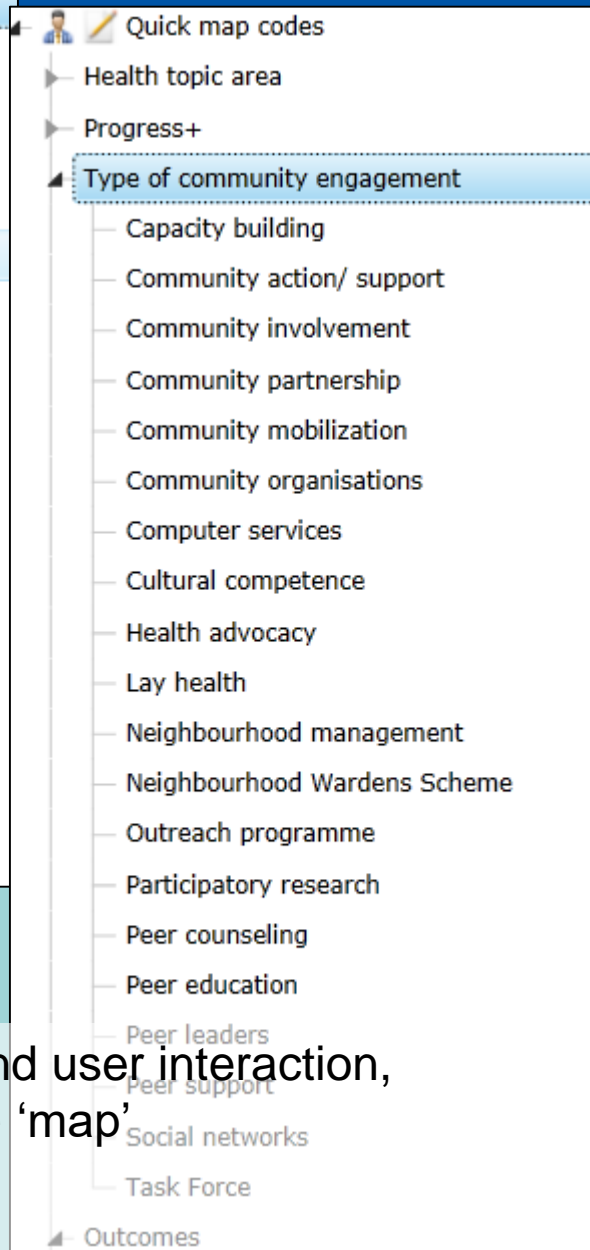 Quick map codes
Health topic area
Progress+
Type of community engagement
Capacity building
Community action/ support
Community involvement
Community partnership
Community mobilization
Community organisations
Computer services
Cultural competence
Health advocacy
Lay health
Neighbourhood management
Neighbourhood Wardens Scheme
Outreach programme
Participatory research
Peer counseling
Peer education
Peer leaders
nd user interaction,
Peer support
‘map’
Social networks
Task Force
Outcomes